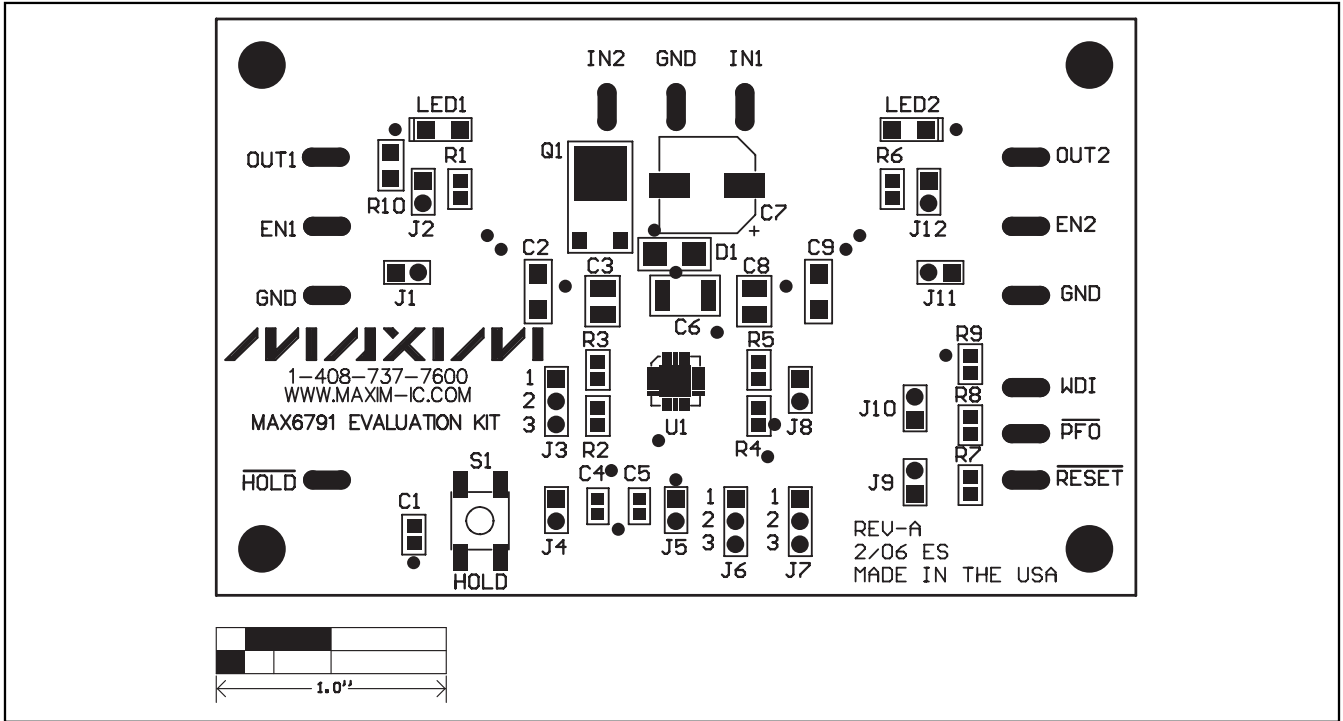 IN2 GND IN1
LED1 LED2
OUT1 R1 Q1 R6 OUT2
R10 J2 C7 J12
EN1 EN2
+
C2 D1 C9
C3 C8
GND J1 J11 GND
C6
MAXIM
R3 R5 R9
1-408-737-7600
WWW.MAXIM-IC.COM
MAX6791 EVALUATION KIT
1
2
3
J3 R2 U1 R4 J8
J10 R8 WDI
PFO
HOLD S1 C4 C5 J9 R7 RESET
C1
1
2
3
1
2
3
J4 J5 J6 J7
HOLD
REV-A
2/06 ES
MADE IN THE USA
1.0"